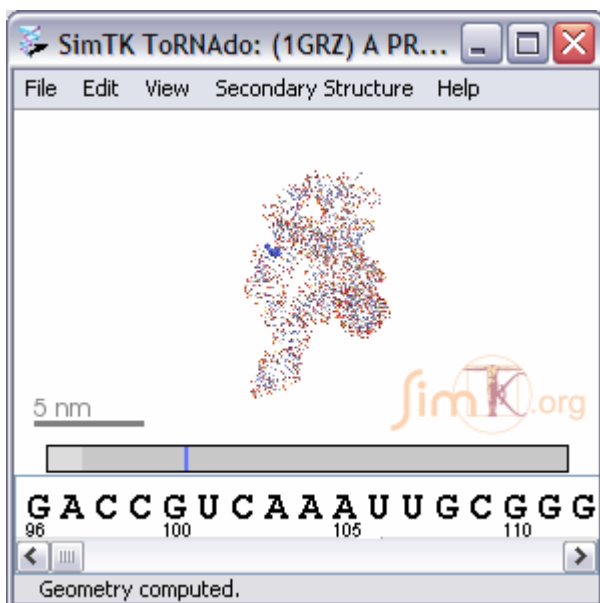 SimTK ToRNAdo: (1GRZ) A PR...
File Edit View Secondary Structure Help
5 nm
SimTK.org
G A C C G U C A A A U U G C G G G
96 100 105 110
Geometry computed.